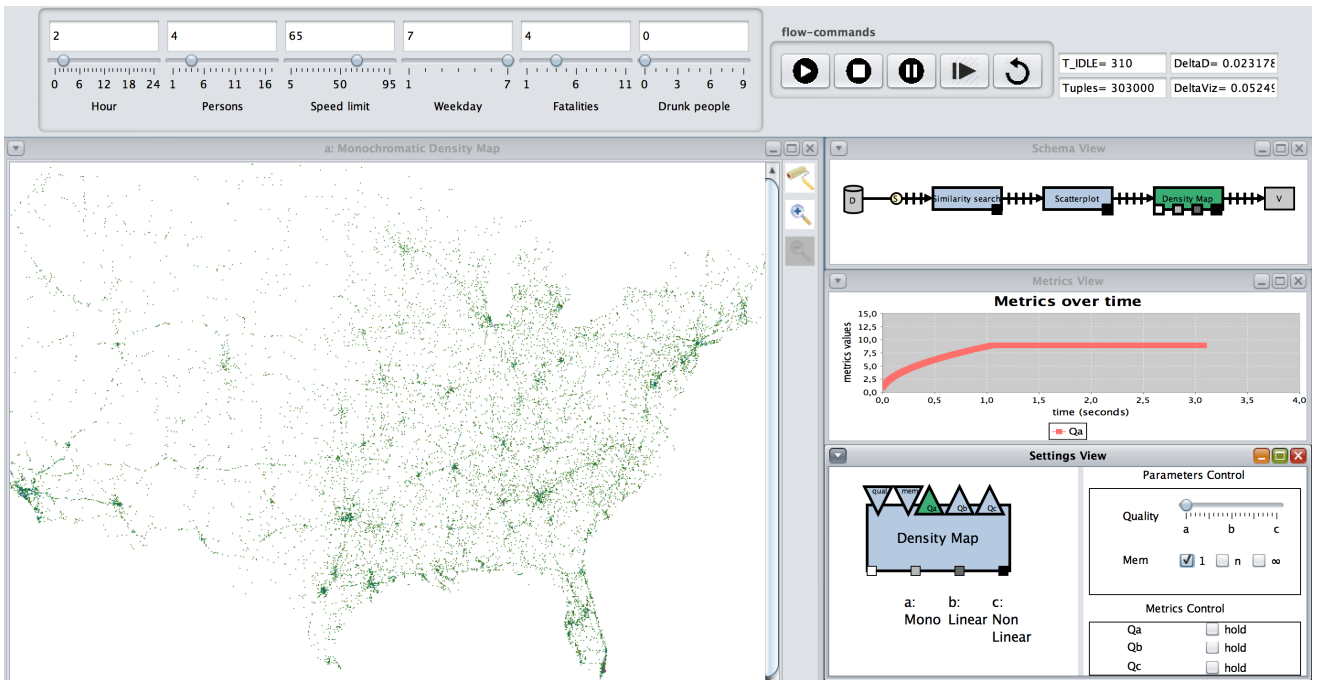 2 4 65 7 4 0
0 6 12 18 24 1 6 11 16 5 50 95 1 7 1 6 11 0 3 6 9
Hour Persons Speed limit Weekday Fatalities Drunk people
flow-commands
T_IDLE= 310 DeltaD= 0.023178
Tuples= 303000 DeltaViz= 0.0524
a: Monochromatic Density Map
Schema View
D S Similarity search Scatterplot Density Map V
Metrics View
Metrics over time
metrics values
15,0
12,5
10,0
7,5
5,0
2,5
0,0
0,0 0,5 1,0 1,5 2,0 2,5 3,0 3,5 4,0
time (seconds)
Qa
Settings View
qual mem Qa Qb Qc
Density Map
a: b: c:
Mono Linear Non
Linear
Parameters Control
Quality
a b c
Mem 1 n ∞
Metrics Control
Qa hold
Qb hold
Qc hold